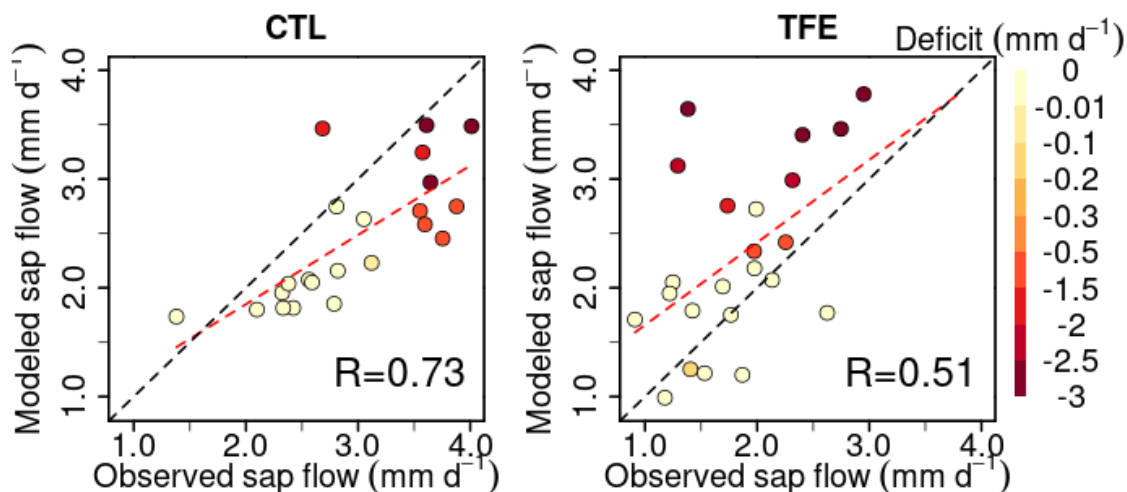 CTL
TFE
Deficit (mm d⁻¹)
Modeled sap flow (mm d⁻¹)
4.0
3.0
2.0
1.0
R=0.73
1.0 2.0 3.0 4.0
Observed sap flow (mm d⁻¹)
Modeled sap flow (mm d⁻¹)
4.0
3.0
2.0
1.0
R=0.51
1.0 2.0 3.0 4.0
Observed sap flow (mm d⁻¹)
0
-0.01
-0.1
-0.2
-0.3
-0.5
-1.5
-2
-2.5
-3